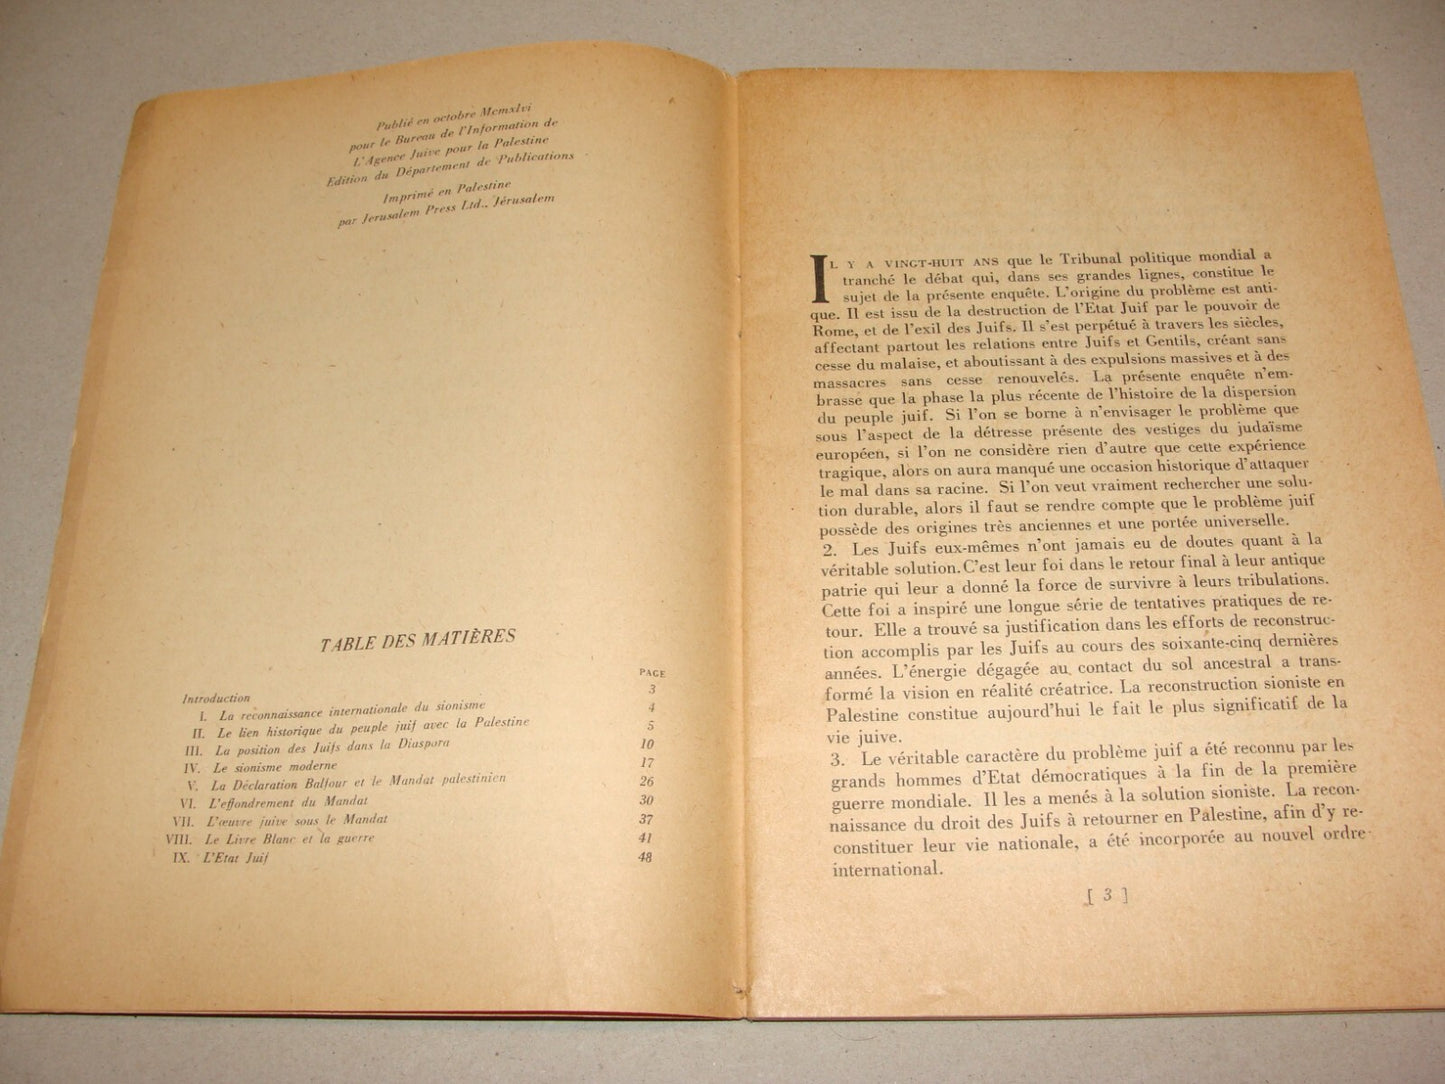 Publié en octobre Mcmxlvi
pour le Bureau de l'Information de
L'Agence Juive pour la Palestine
Edition du Département de Publications
Imprimé en Palestine
par Jerusalem Press Ltd., Jérusalem
TABLE DES MATIÈRES
PAGE
Introduction 3
I. La reconnaissance internationale du sionisme 4
II. Le lien historique du peuple juif avec la Palestine 5
III. La position des Juifs dans la Diaspora 10
IV. Le sionisme moderne 17
V. La Déclaration Balfour et le Mandat palestinien 26
VI. L'effondrement du Mandat 30
VII. L'œuvre juive sous le Mandat 37
VIII. Le Livre Blanc et la guerre 41
IX. L'Etat Juif 48
IL Y A VINGT-HUIT ANS que le Tribunal politique mondial a
tranché le débat qui, dans ses grandes lignes, constitue le
sujet de la présente enquête. L'origine du problème est anti-
que. Il est issu de la destruction de l'Etat Juif par le pouvoir de
Rome, et de l'exil des Juifs. Il s'est perpétué à travers les siècles,
affectant partout les relations entre Juifs et Gentils, créant sans
cesse du malaise, et aboutissant à des expulsions massives et à des
massacres sans cesse renouvelés. La présente enquête n'em-
brasse que la phase la plus récente de l'histoire de la dispersion
du peuple juif. Si l'on se borne à n'envisager le problème que
sous l'aspect de la détresse présente des vestiges du judaïsme
européen, si l'on ne considère rien d'autre que cette expérience
tragique, alors on aura manqué une occasion historique d'attaquer
le mal dans sa racine. Si l'on veut vraiment rechercher une solu-
tion durable, alors il faut se rendre compte que le problème juif
possède des origines très anciennes et une portée universelle.
2. Les Juifs eux-mêmes n'ont jamais eu de doutes quant à la
véritable solution. C'est leur foi dans le retour final à leur antique
patrie qui leur a donné la force de survivre à leurs tribulations.
Cette foi a inspiré une longue série de tentatives pratiques de re-
tour. Elle a trouvé sa justification dans les efforts de reconstruc-
tion accomplis par les Juifs au cours des soixante-cinq dernières
années. L'énergie dégagée au contact du sol ancestral a trans-
formé la vision en réalité créatrice. La reconstruction sioniste en
Palestine constitue aujourd'hui le fait le plus significatif de la
vie juive.
3. Le véritable caractère du problème juif a été reconnu par les
grands hommes d'Etat démocratiques à la fin de la première
guerre mondiale. Il les a menés à la solution sioniste. La recon-
naissance du droit des Juifs à retourner en Palestine, afin d'y re-
constituer leur vie nationale, a été incorporée au nouvel ordre
international.
[ 3 ]